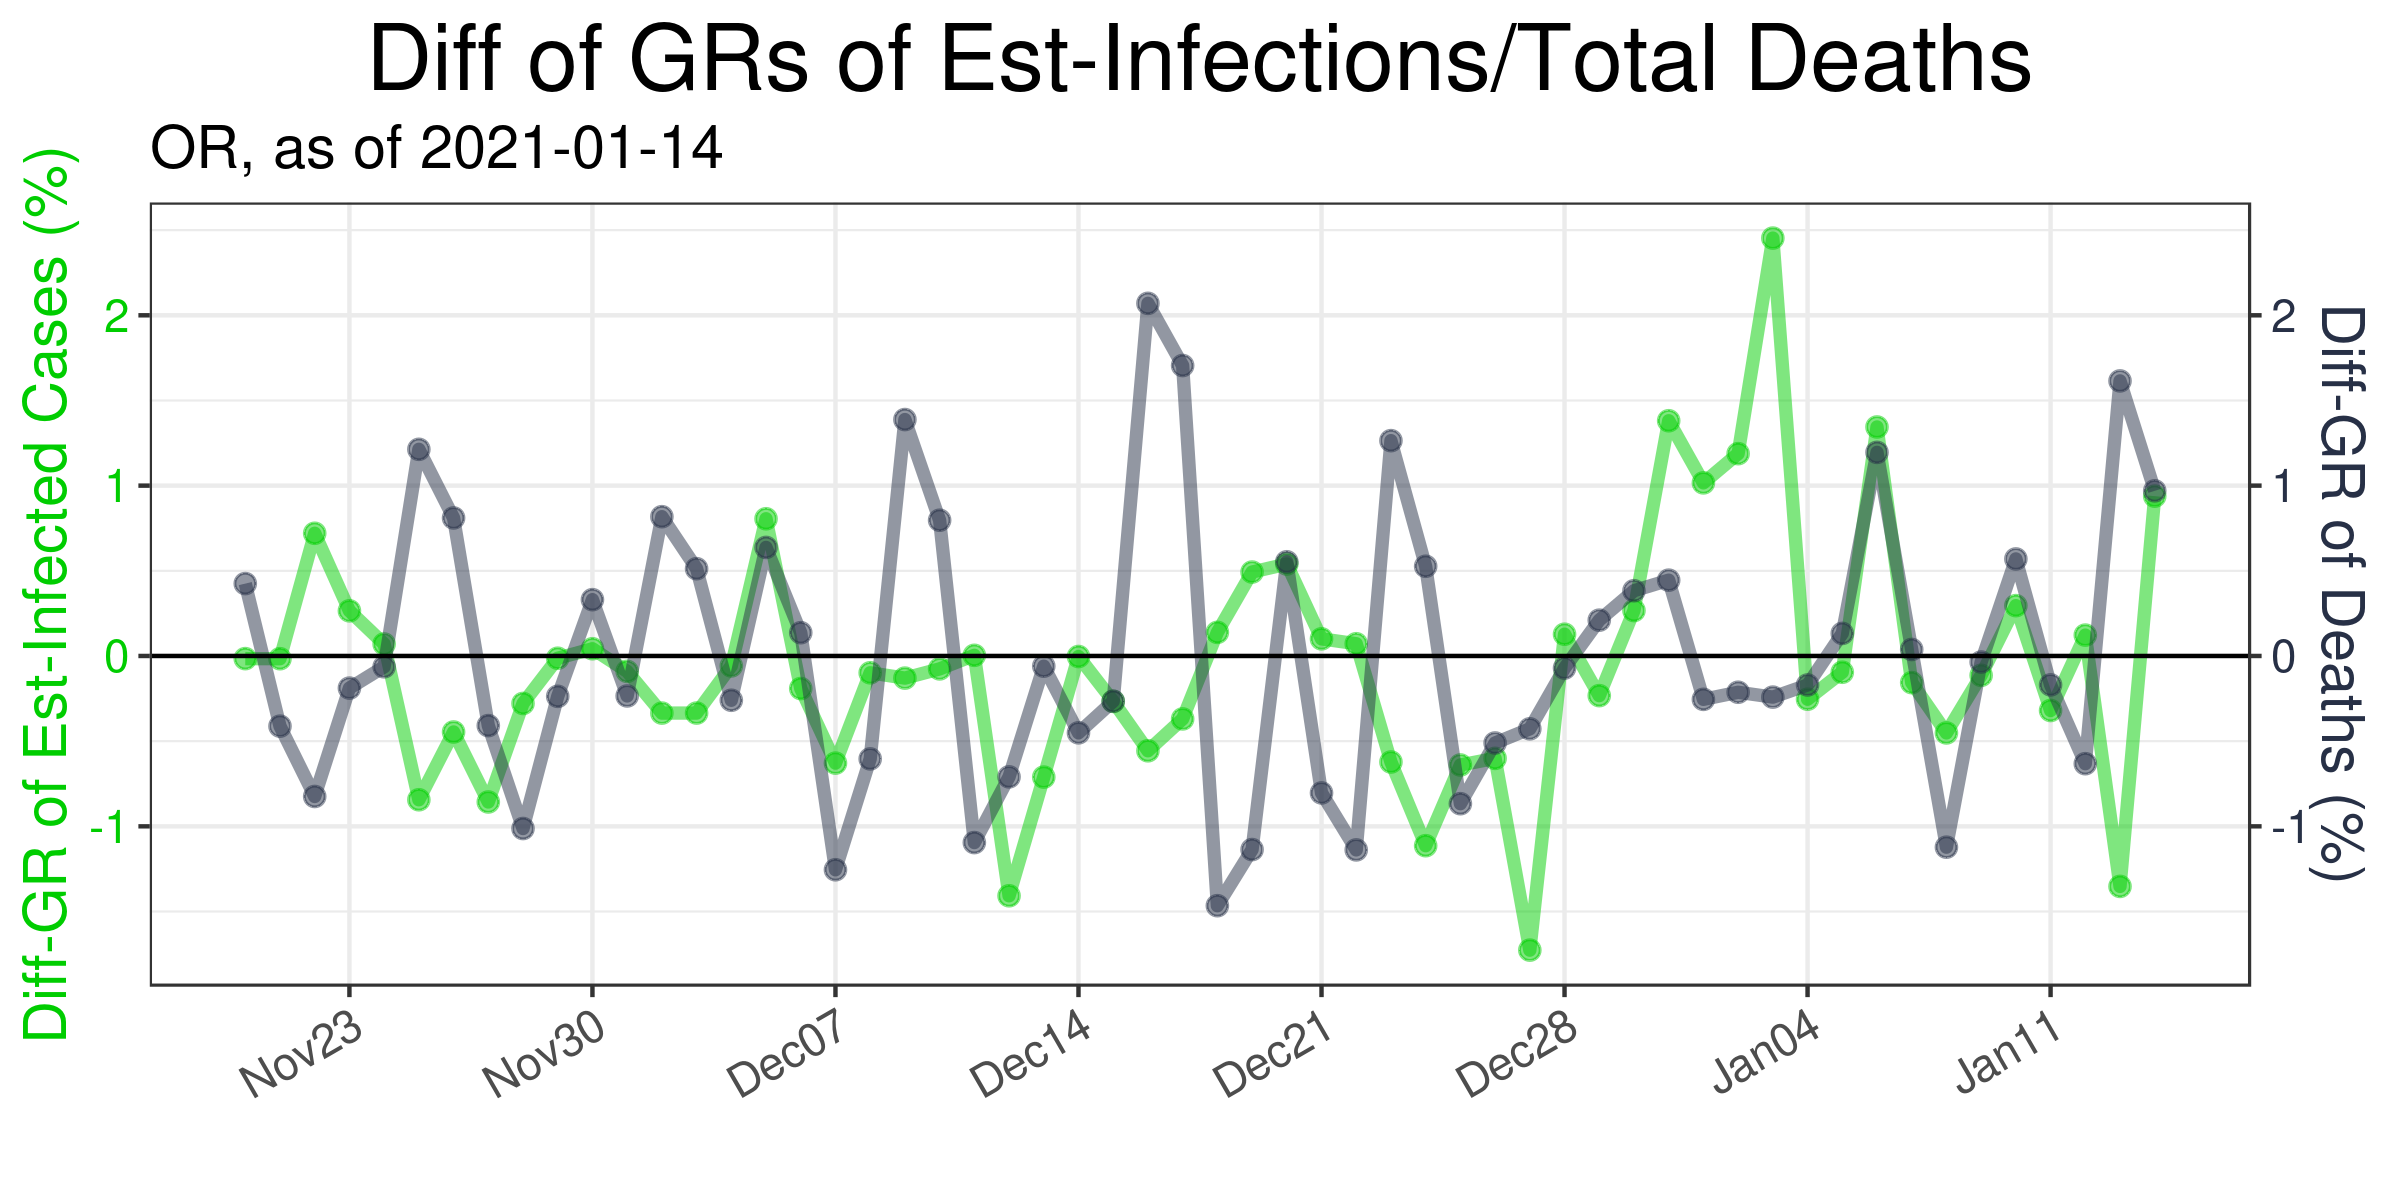 Diff of GRs of Est-Infections/Total Deaths
OR, as of 2021-01-14
Diff-GR of Est-Infected Cases (%)
2
1
0
-1
2
1
0
-1
Diff-GR of Deaths (%)
Nov23 Nov30 Dec07 Dec14 Dec21 Dec28 Jan04 Jan11